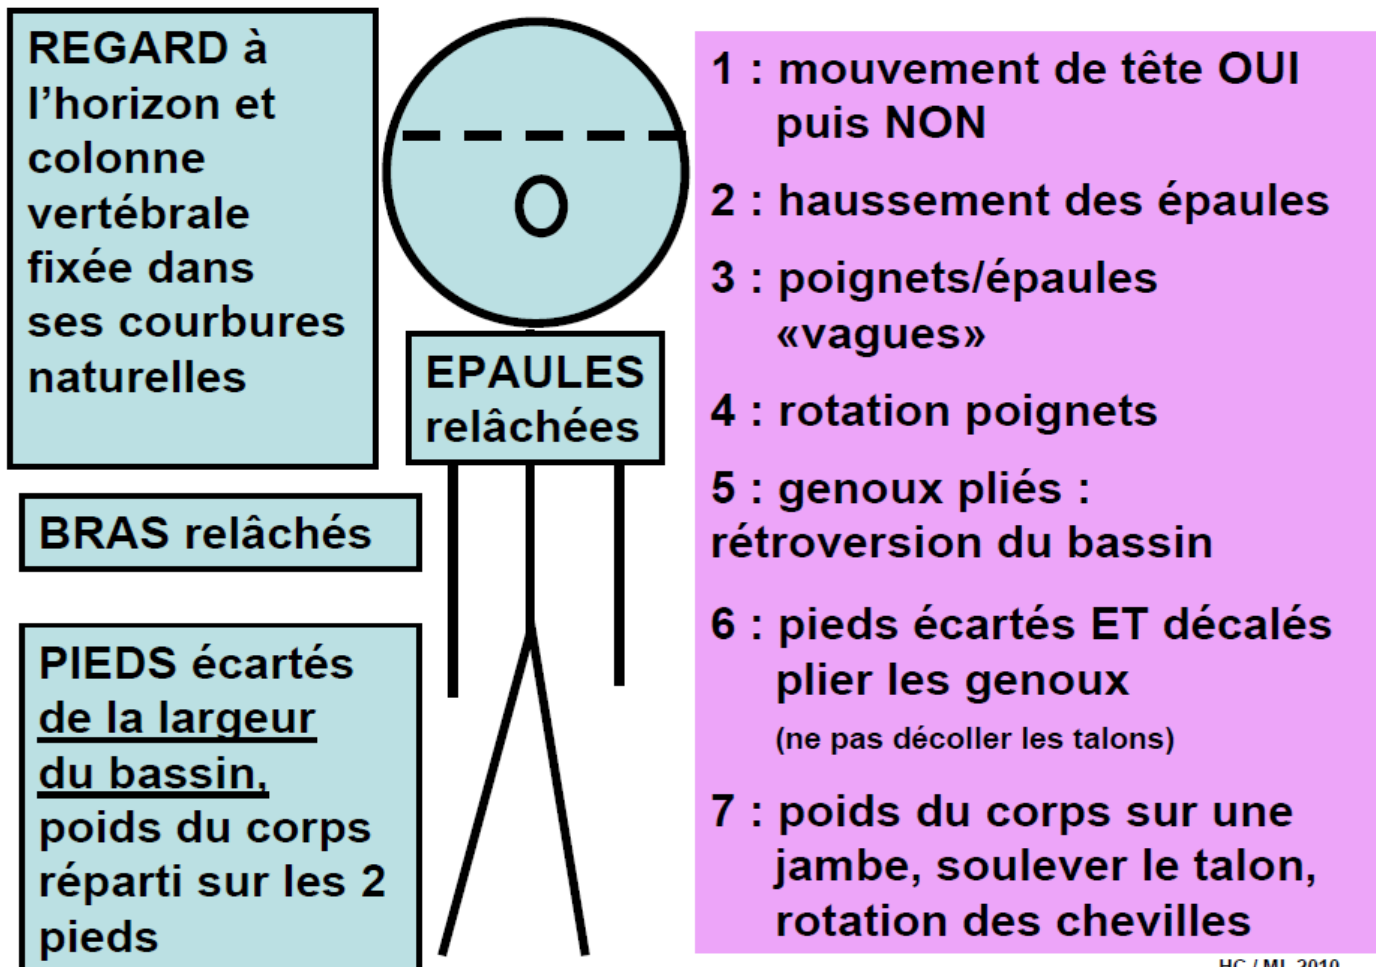 REGARD à
l’horizon et
colonne
vertébrale
fixée dans
ses courbures
naturelles
EPAULES
relâchées
BRAS relâchés
PIEDS écartés
de la largeur
du bassin,
poids du corps
réparti sur les 2
pieds
1 : mouvement de tête OUI
puis NON
2 : haussement des épaules
3 : poignets/épaules
«vagues»
4 : rotation poignets
5 : genoux pliés :
rétroversion du bassin
6 : pieds écartés ET décalés
plier les genoux
(ne pas décoller les talons)
7 : poids du corps sur une
jambe, soulever le talon,
rotation des chevilles
2010